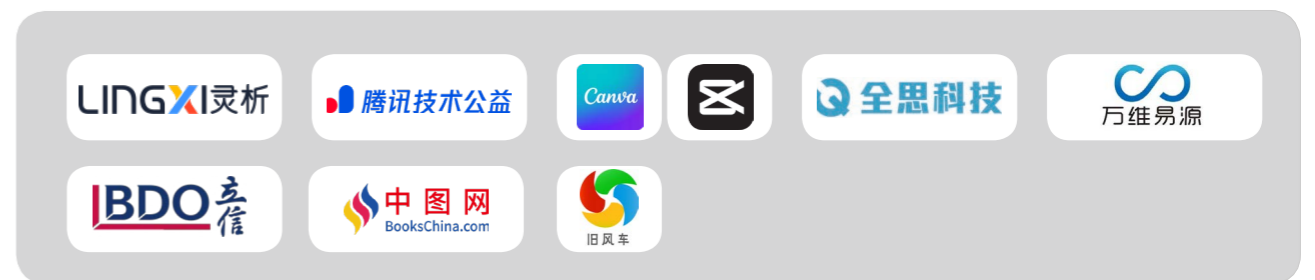 LINGXI灵析
腾讯技术公益
Canva
全思科技
万维易源
BDO立信
中图网
BooksChina.com
旧风车